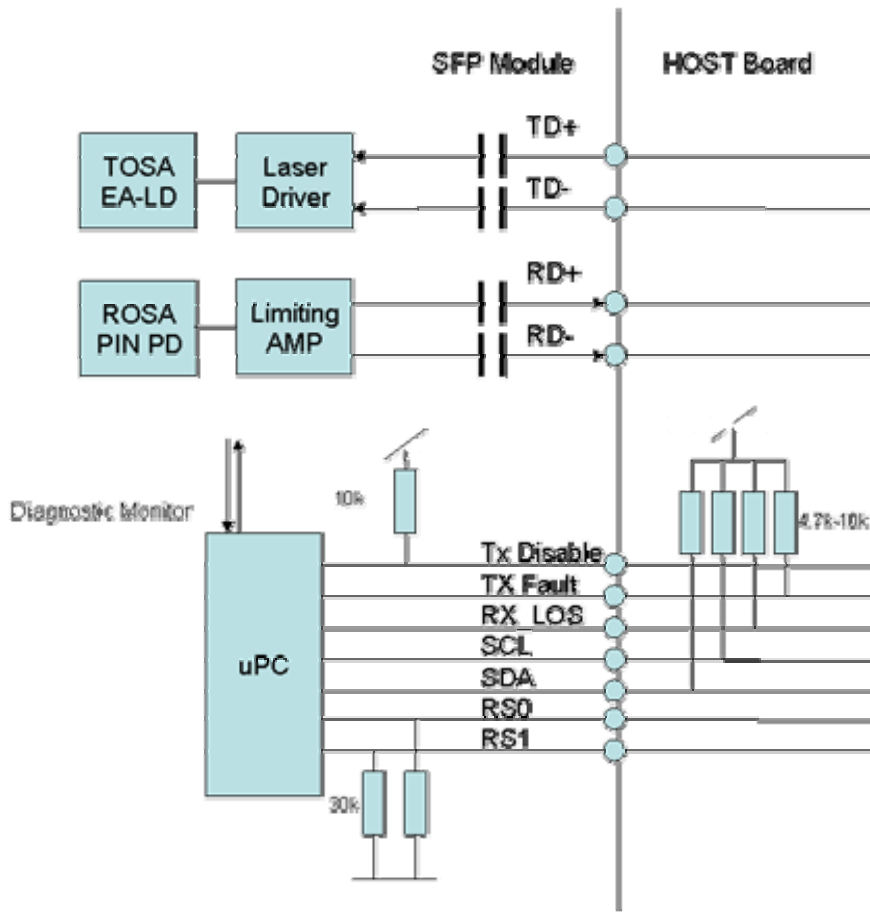 SFP Module
HOST Board
TOSA
EA-LD
Laser
Driver
TD+
TD-
ROSA
PIN PD
Limiting
AMP
RD+
RD-
Diagnostic Monitor
10k
4.7k-10k
uPC
Tx Disable
TX Fault
RX_LOS
SCL
SDA
RS0
RS1
30k